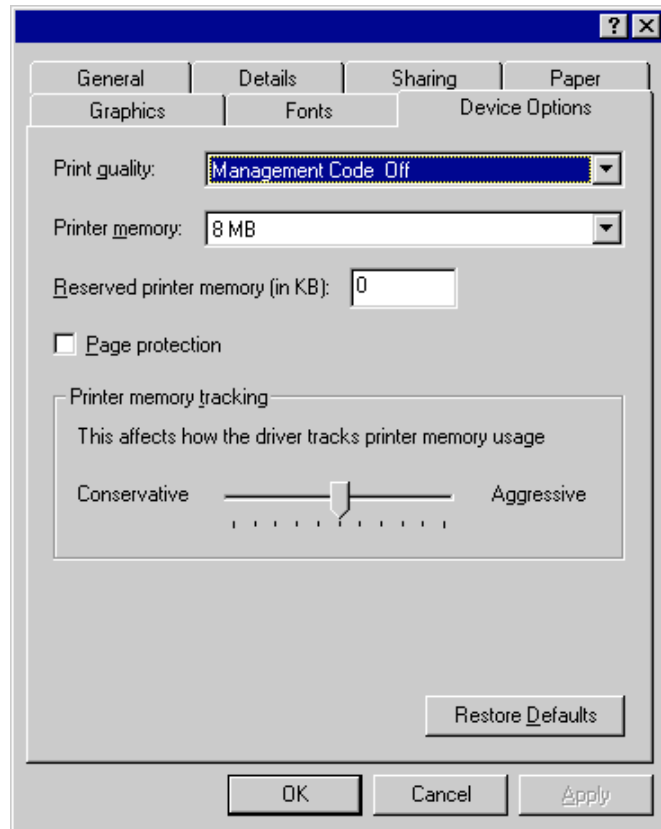 General Details Sharing Paper
Graphics Fonts Device Options
Print quality: Management Code Off
Printer memory: 8 MB
Reserved printer memory (in KB): 0
Page protection
Printer memory tracking
This affects how the driver tracks printer memory usage
Conservative Aggressive
Restore Defaults
OK Cancel Apply